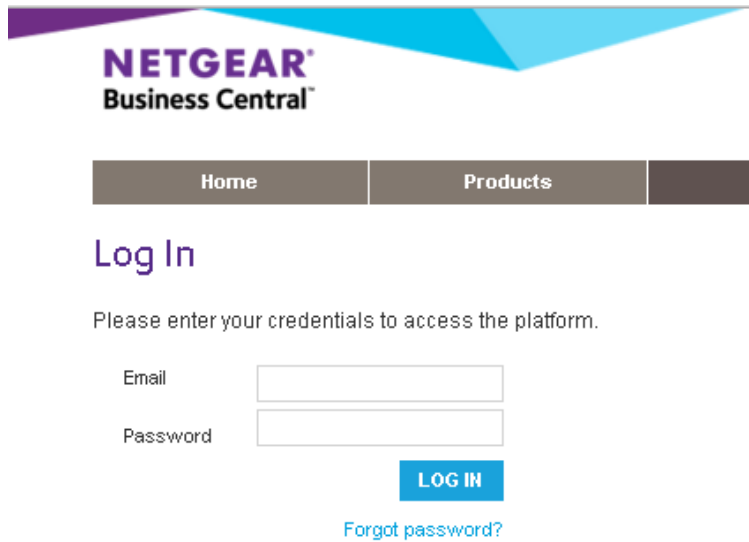 NETGEAR®
Business Central™
Home Products
Log In
Please enter your credentials to access the platform.
Email
Password
LOG IN
Forgot password?